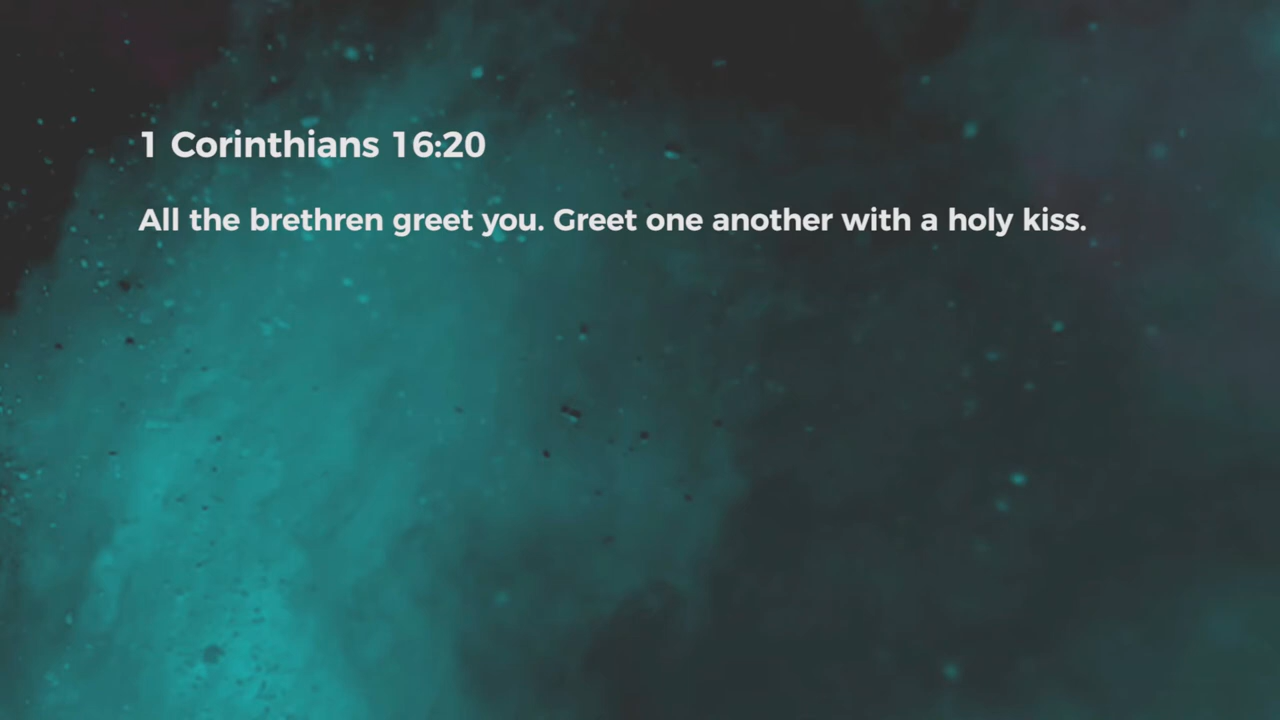 1 Corinthians 16:20
All the brethren greet you. Greet one another with a holy kiss.